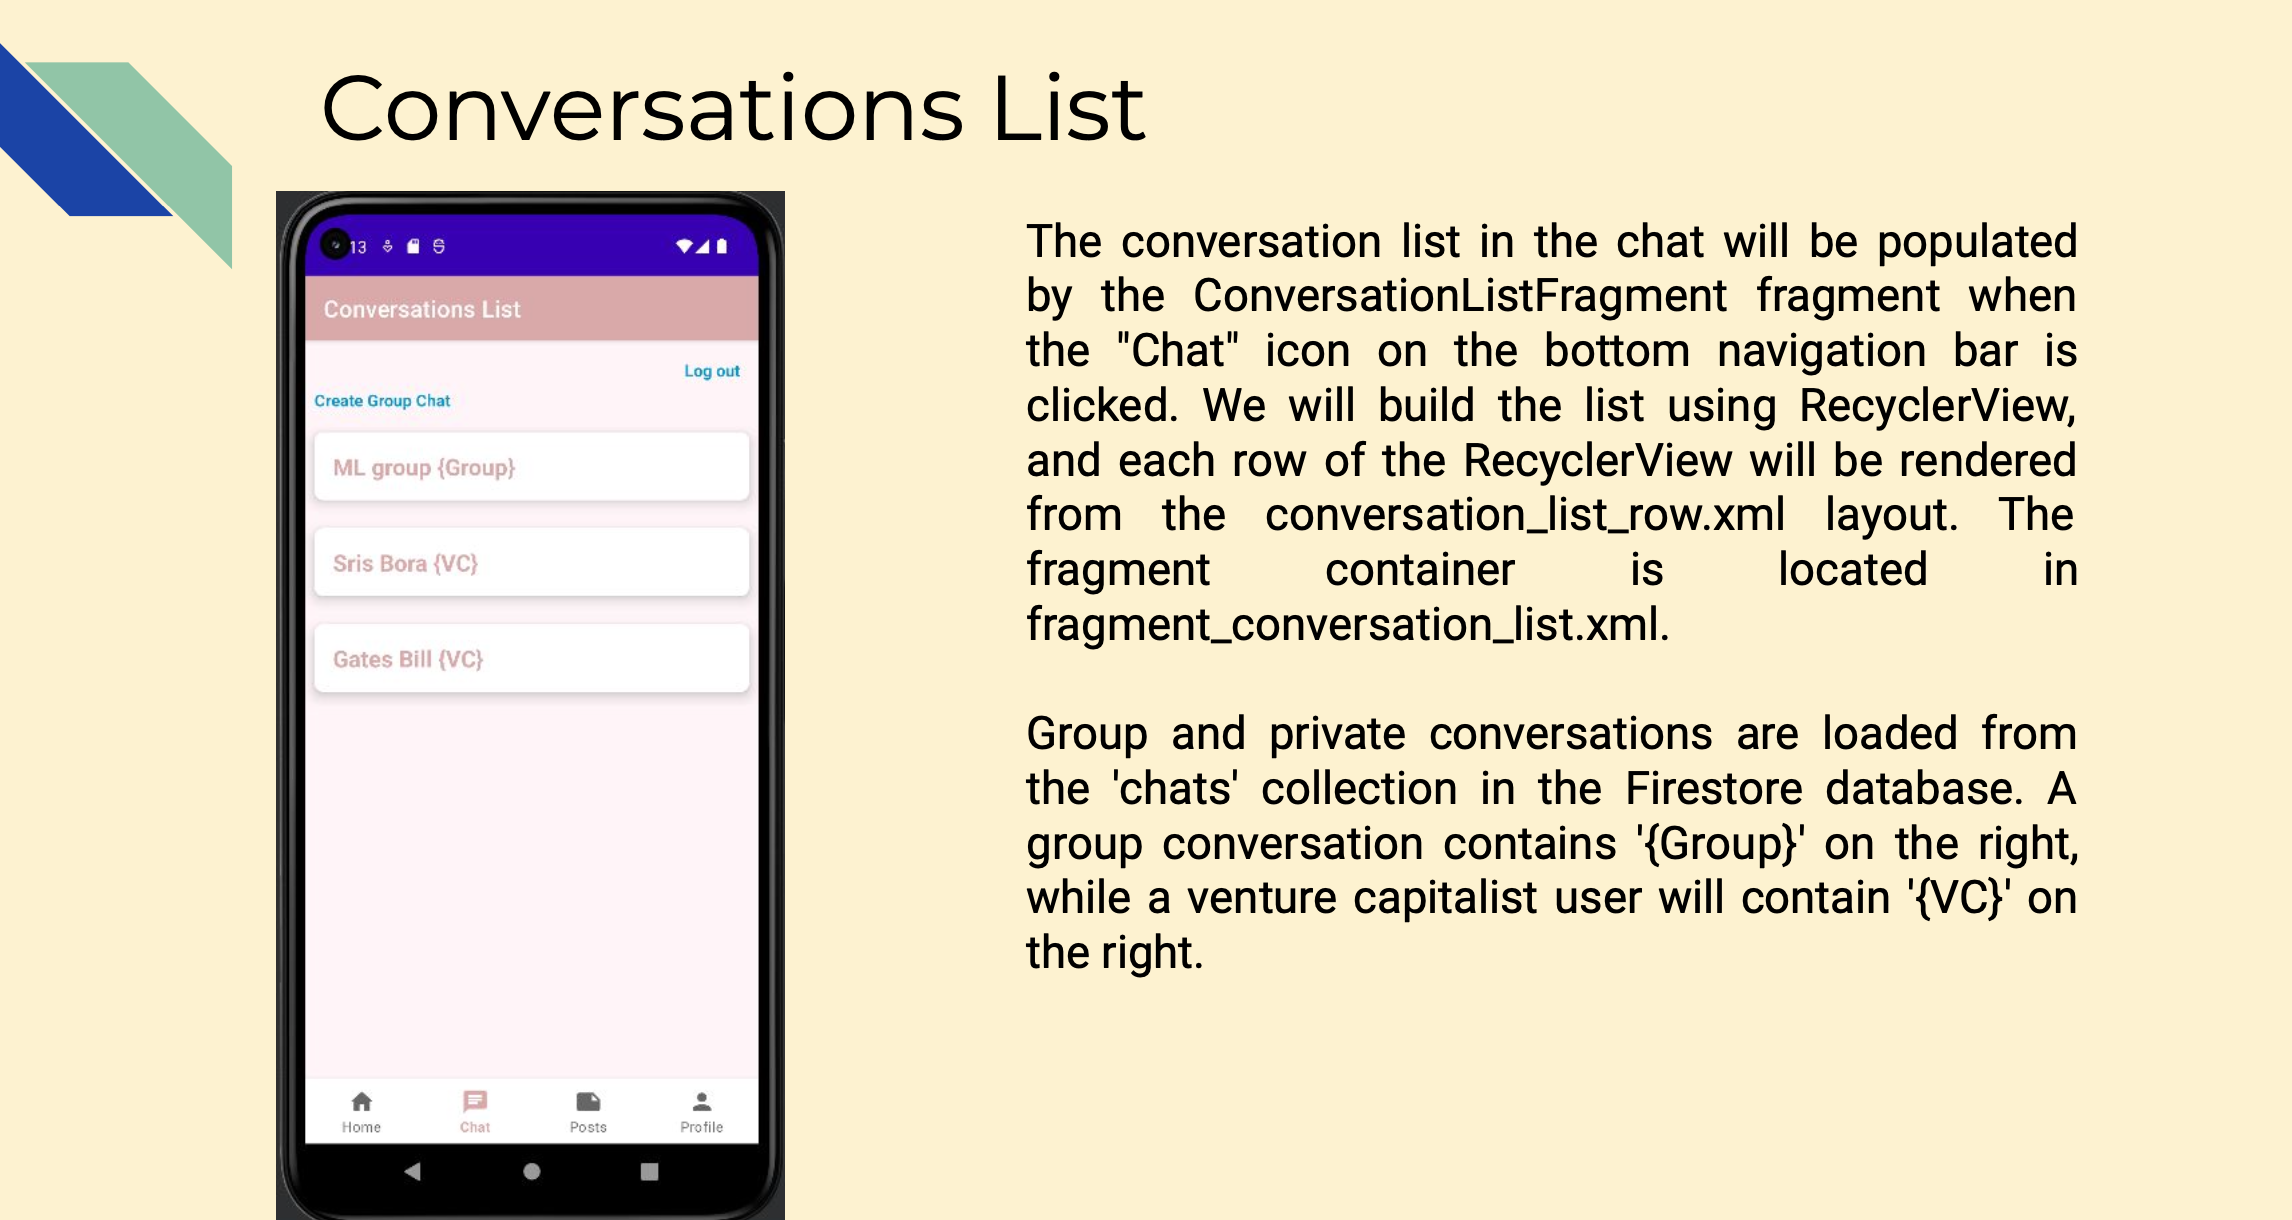 Conversations List
13
Conversations List
Log out
Create Group Chat
ML group {Group}
Sris Bora {VC}
Gates Bill {VC}
Home
Chat
Posts
Profile
The conversation list in the chat will be populated
by the ConversationListFragment fragment when
the "Chat" icon on the bottom navigation bar is
clicked. We will build the list using RecyclerView,
and each row of the RecyclerView will be rendered
from the conversation_list_row.xml layout. The
fragment container is located in
fragment_conversation_list.xml.
Group and private conversations are loaded from
the 'chats' collection in the Firestore database. A
group conversation contains '{Group}' on the right,
while a venture capitalist user will contain '{VC}' on
the right.